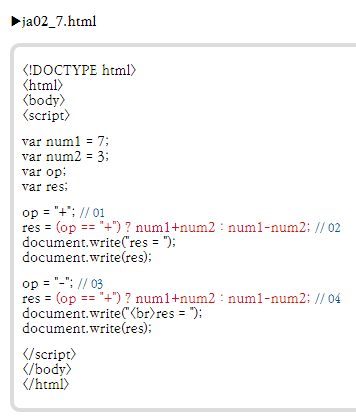 ▶ja02_7.html
<!DOCTYPE html>
<html>
<body>
<script>
var num1 = 7;
var num2 = 3;
var op;
var res;
op = "+"; // 01
res = (op == "+") ? num1+num2 : num1-num2; // 02
document.write("res = ");
document.write(res);
op = "-"; // 03
res = (op == "+") ? num1+num2 : num1-num2; // 04
document.write("<br>res = ");
document.write(res);
</script>
</body>
</html>